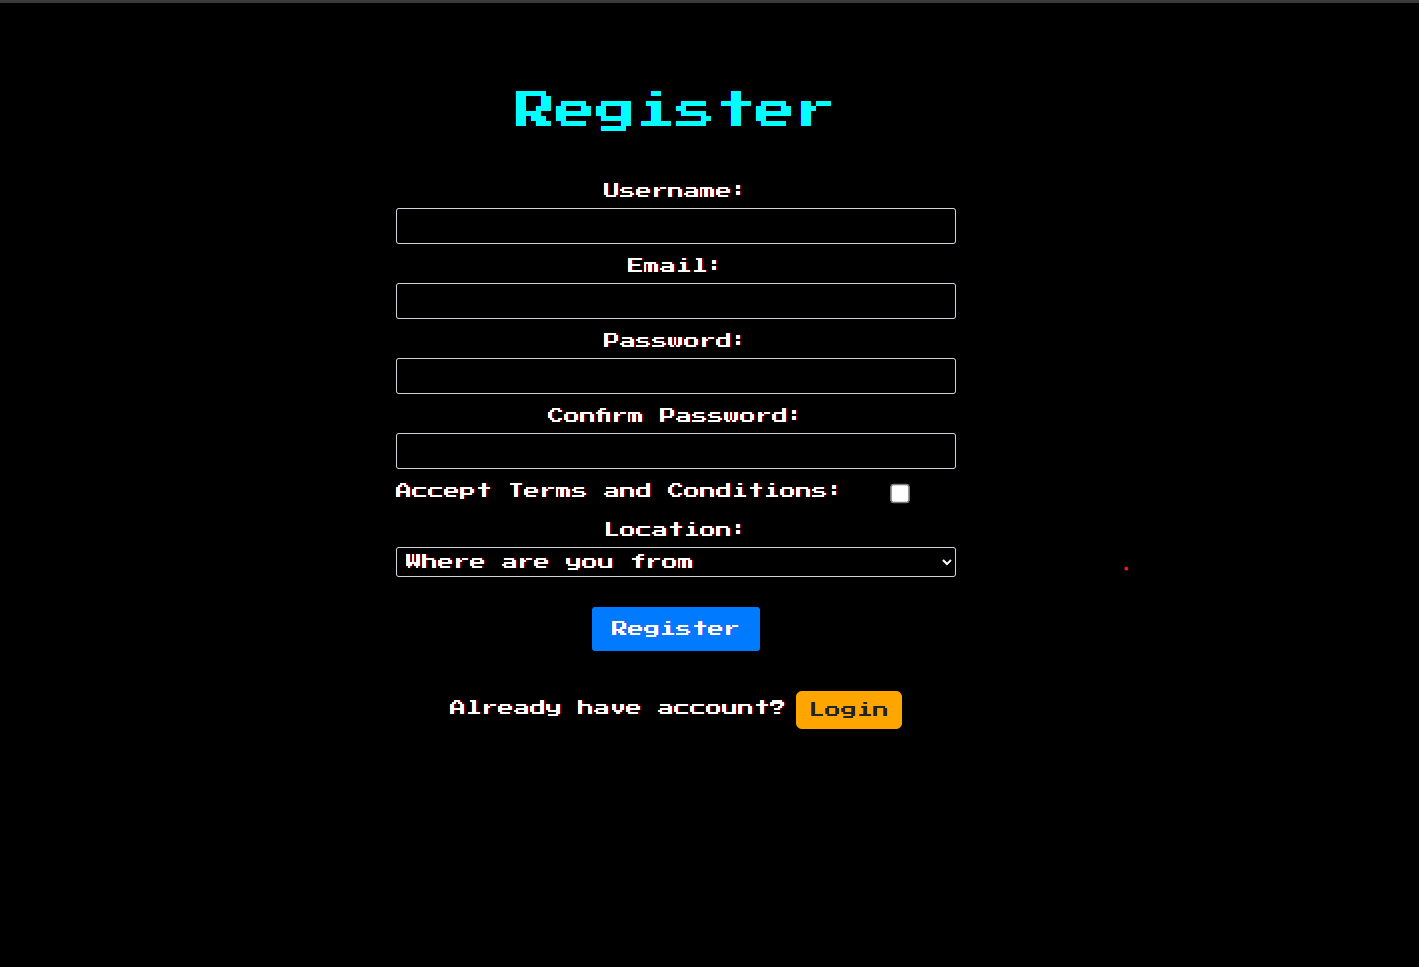 Register
Username:
Email:
Password:
Confirm Password:
Accept Terms and Conditions:
Location:
Where are you from
Register
Already have account? Login